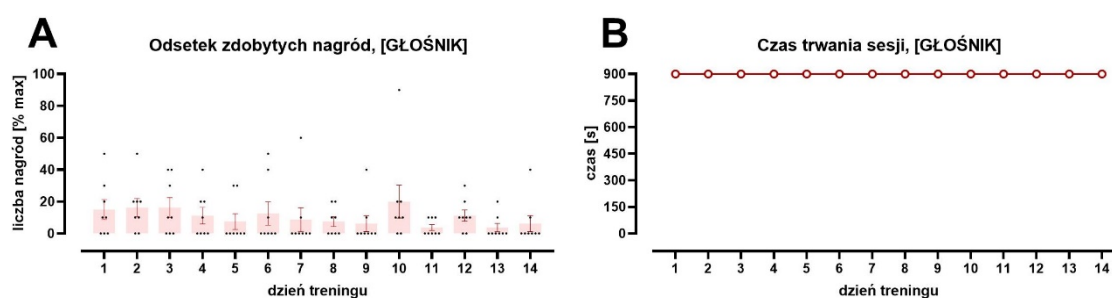 A
Odsetek zdobytych nagród, [GŁOŚNIK]
liczba nagród [% max]
100
80
60
40
20
0
1 2 3 4 5 6 7 8 9 10 11 12 13 14
dzień treningu
B
Czas trwania sesji, [GŁOŚNIK]
czas [s]
900
750
600
450
300
150
0
1 2 3 4 5 6 7 8 9 10 11 12 13 14
dzień treningu